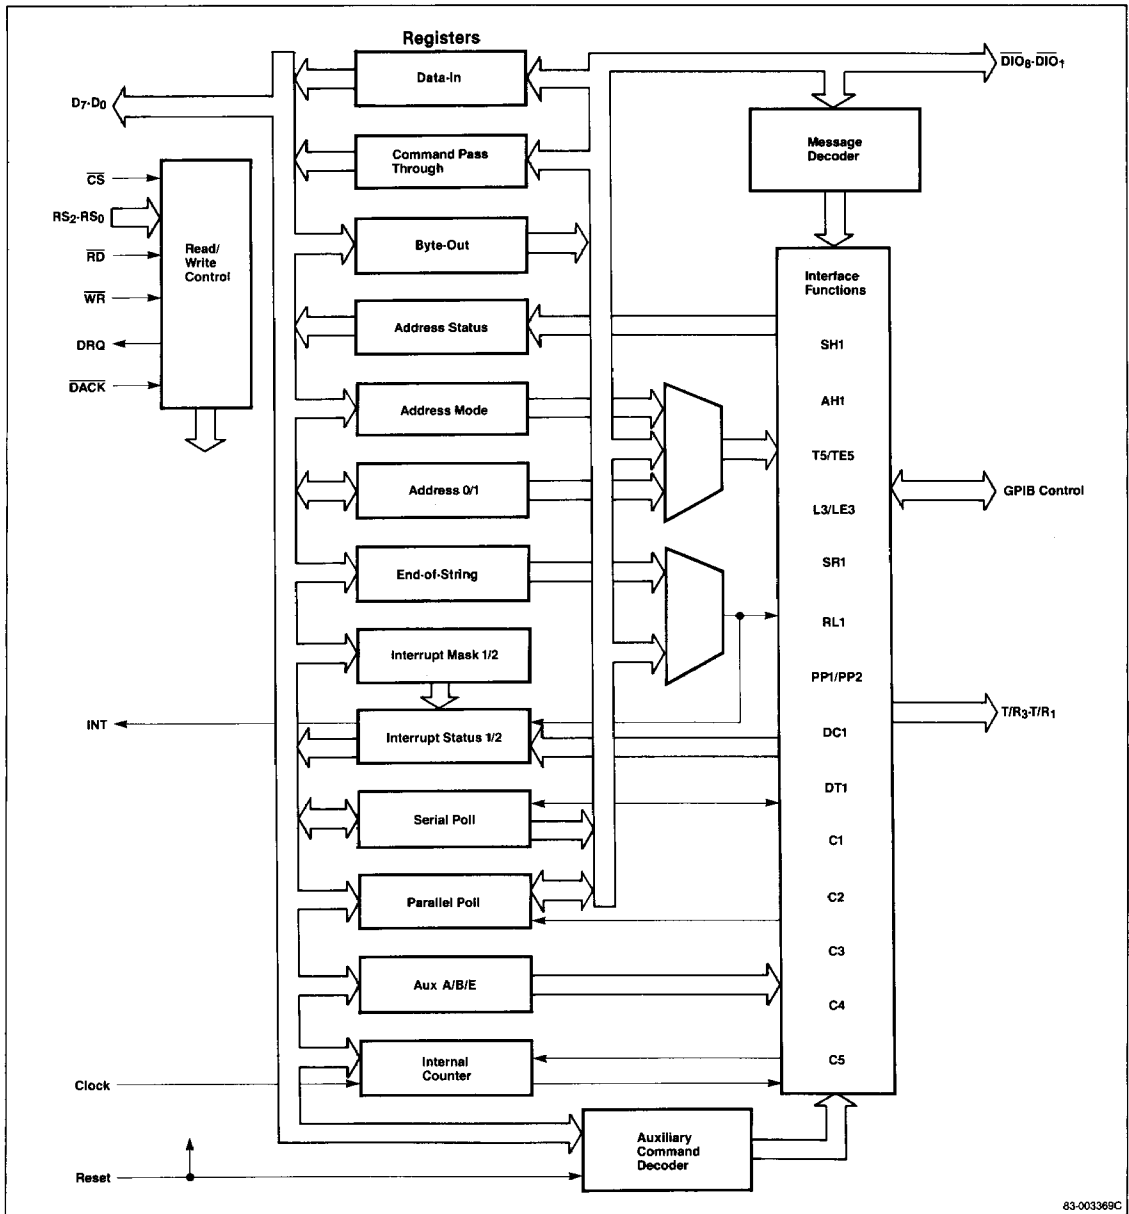 Registers
Data-In
Command Pass
Through
Byte-Out
Address Status
Address Mode
Address 0/1
End-of-String
Interrupt Mask 1/2
Interrupt Status 1/2
Serial Poll
Parallel Poll
Aux A/B/E
Internal
Counter
D7-D0
CS
RS2-RS0
RD
WR
DRQ
DACK
Read/
Write
Control
INT
Clock
Reset
DIO8-DIO1
Message
Decoder
Interface
Functions
SH1
AH1
T5/TE5
L3/LE3
SR1
RL1
PP1/PP2
DC1
DT1
C1
C2
C3
C4
C5
GPIB Control
T/R3-T/R1
Auxiliary
Command
Decoder
83-003369C